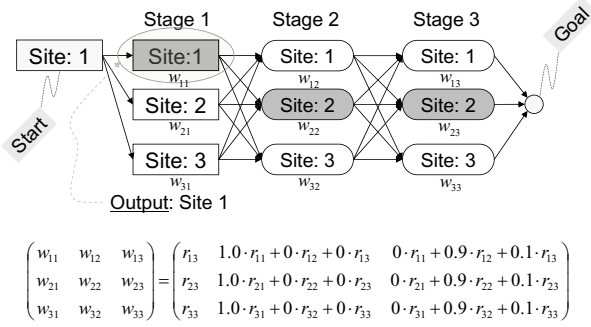 Stage 1 Stage 2 Stage 3
Goal
Site: 1 Site:1 Site: 1 Site: 1
w11 w12 w13
Site: 2 Site: 2 Site: 2
w21 w22 w23
Start
Site: 3 Site: 3 Site: 3
w31 w32 w33
Output: Site 1
(w11 w12 w13) = (r13 1.0·r11+0·r12+0·r13 0·r11+0.9·r12+0.1·r13)
(w21 w22 w23) = (r23 1.0·r21+0·r22+0·r23 0·r21+0.9·r22+0.1·r23)
(w31 w32 w33) = (r33 1.0·r31+0·r32+0·r33 0·r31+0.9·r32+0.1·r33)